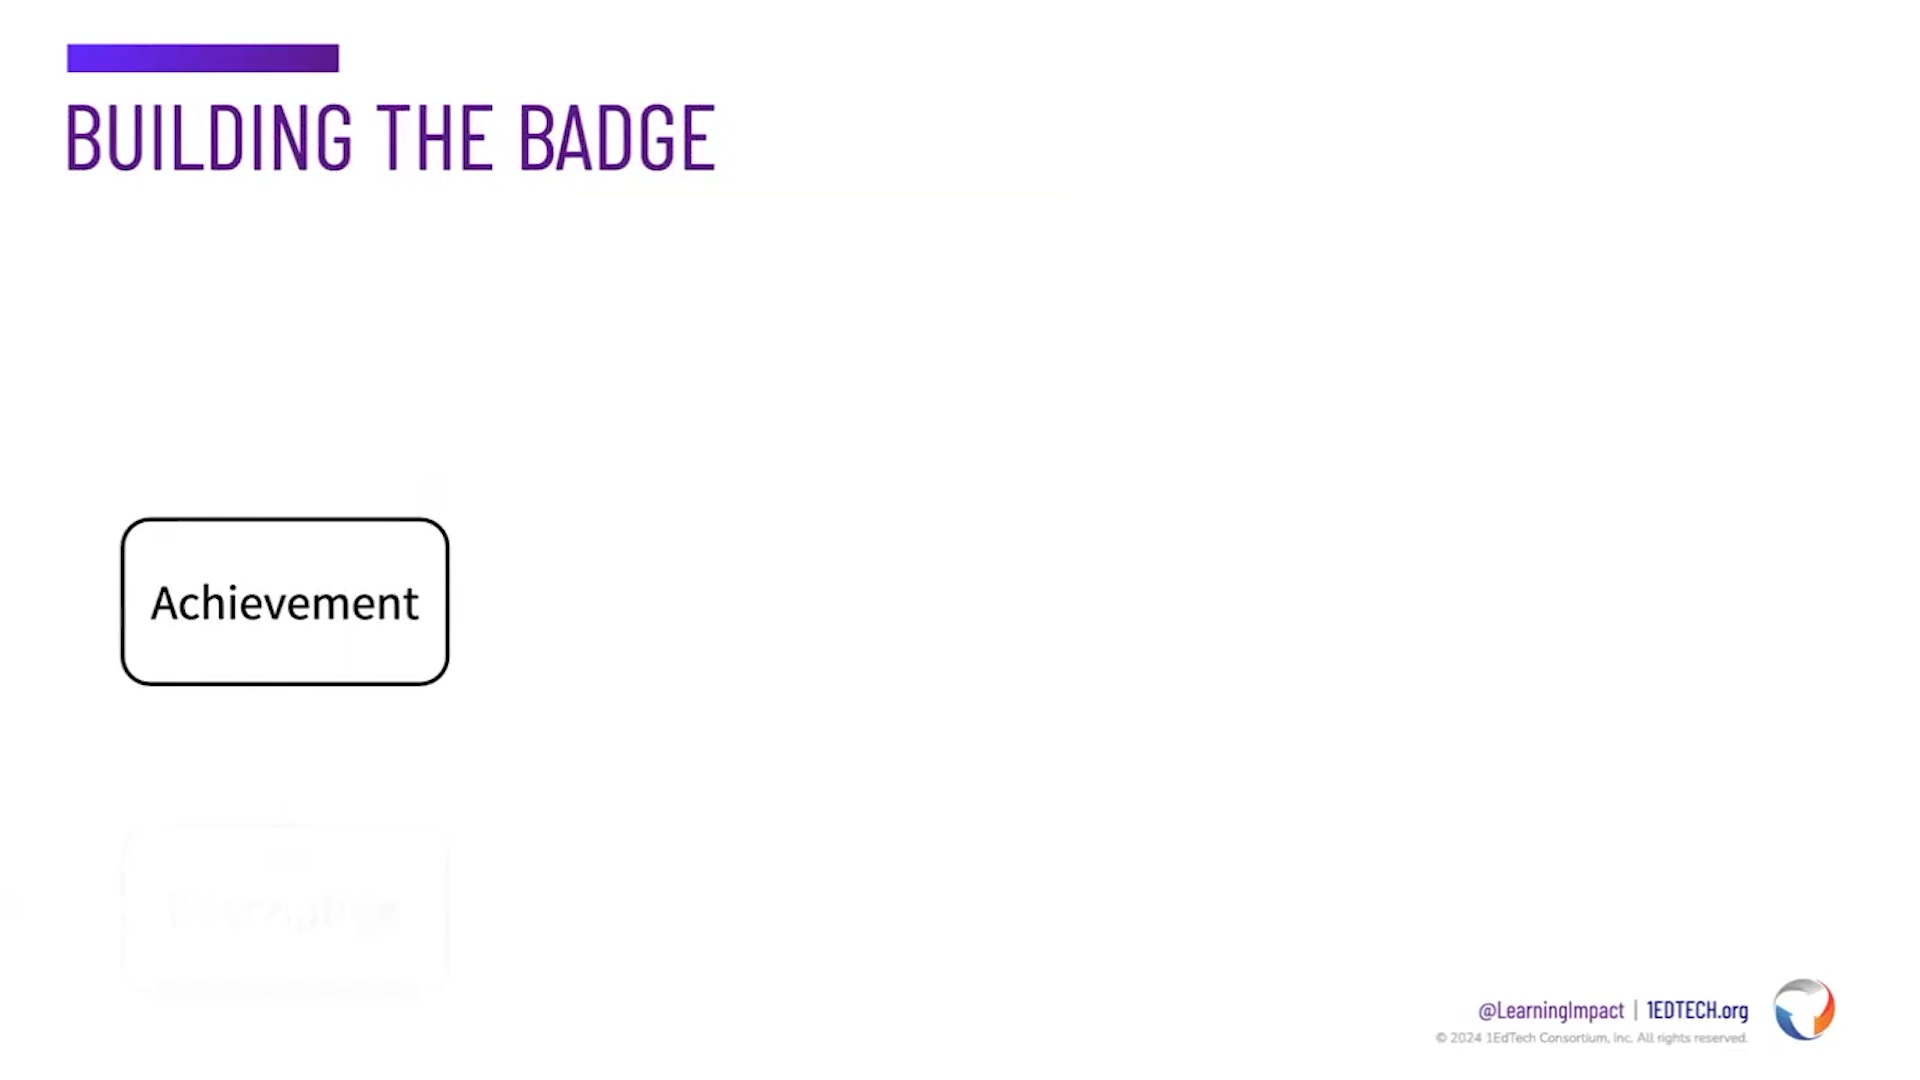 BUILDING THE BADGE
Achievement
@LearningImpact | 1EDTECH.org
© 2024 1EdTech Consortium, Inc. All rights reserved.